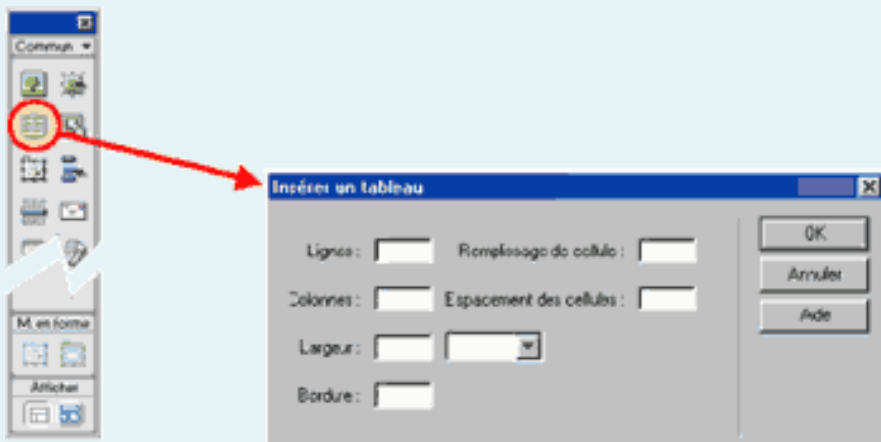 Commun
M. en forme
Afficher
Insérer un tableau
Lignes :
Remplissage de cellule :
Colonnes :
Espacement des cellules :
Largeur :
Bordure :
OK
Annuler
Aide